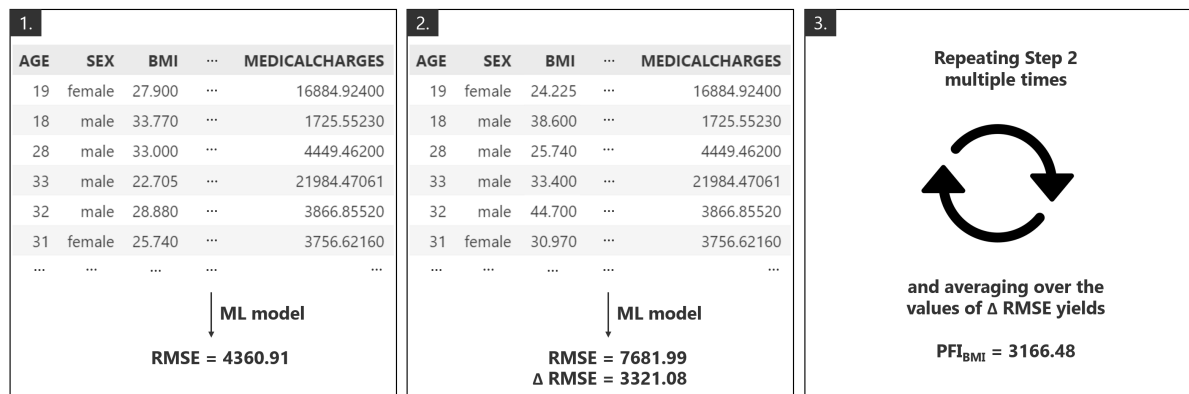 1.
AGE SEX BMI ... MEDICALCHARGES
19 female 27.900 ... 16884.92400
18 male 33.770 ... 1725.55230
28 male 33.000 ... 4449.46200
33 male 22.705 ... 21984.47061
32 male 28.880 ... 3866.85520
31 female 25.740 ... 3756.62160
... ... ... ... ...
ML model
RMSE = 4360.91
2.
AGE SEX BMI ... MEDICALCHARGES
19 female 24.225 ... 16884.92400
18 male 38.600 ... 1725.55230
28 male 25.740 ... 4449.46200
33 male 33.400 ... 21984.47061
32 male 44.700 ... 3866.85520
31 female 30.970 ... 3756.62160
... ... ... ... ...
ML model
RMSE = 7681.99
Δ RMSE = 3321.08
3.
Repeating Step 2
multiple times
and averaging over the
values of Δ RMSE yields
PFI_BMI = 3166.48